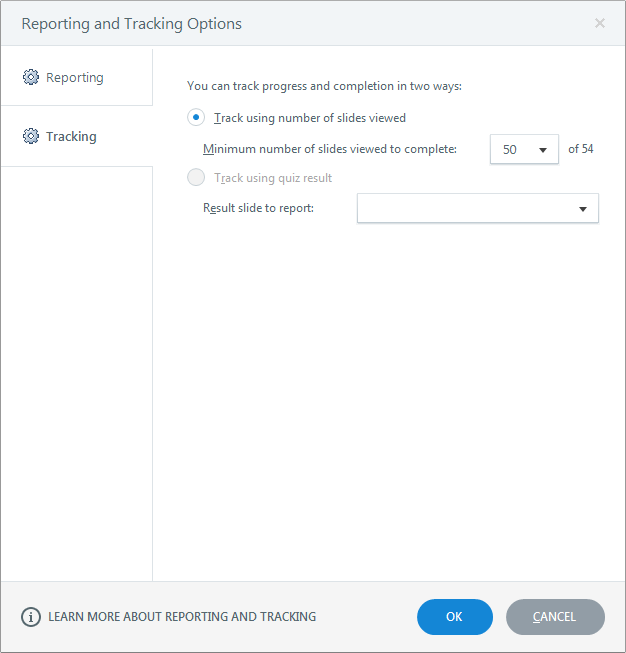 Reporting and Tracking Options
Reporting
Tracking
You can track progress and completion in two ways:
Track using number of slides viewed
Minimum number of slides viewed to complete: 50 of 54
Track using quiz result
Result slide to report:
LEARN MORE ABOUT REPORTING AND TRACKING
OK
CANCEL